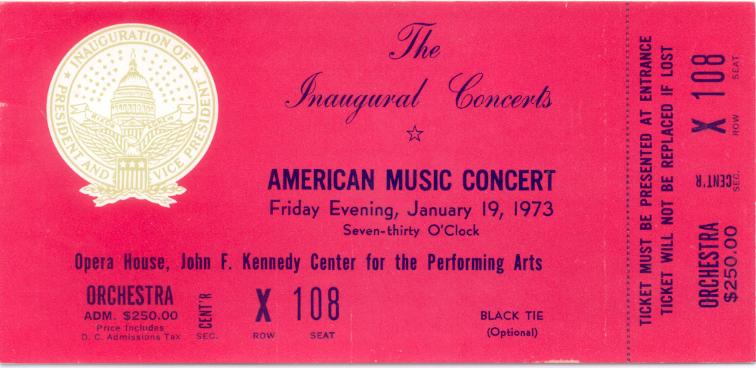 INAUGURATION OF
PRESIDENT AND VICE PRESIDENT
The
Inaugural Concerts
AMERICAN MUSIC CONCERT
Friday Evening, January 19, 1973
Seven-thirty O'Clock
Opera House, John F. Kennedy Center for the Performing Arts
ORCHESTRA
ADM. $250.00
Price Includes
D. C. Admissions Tax
CENT'R
SEC.
X 108
ROW SEAT
BLACK TIE
(Optional)
TICKET MUST BE PRESENTED AT ENTRANCE
TICKET WILL NOT BE REPLACED IF LOST
ORCHESTRA
$250.00
CENT'R
SEC.
X 108
ROW SEAT